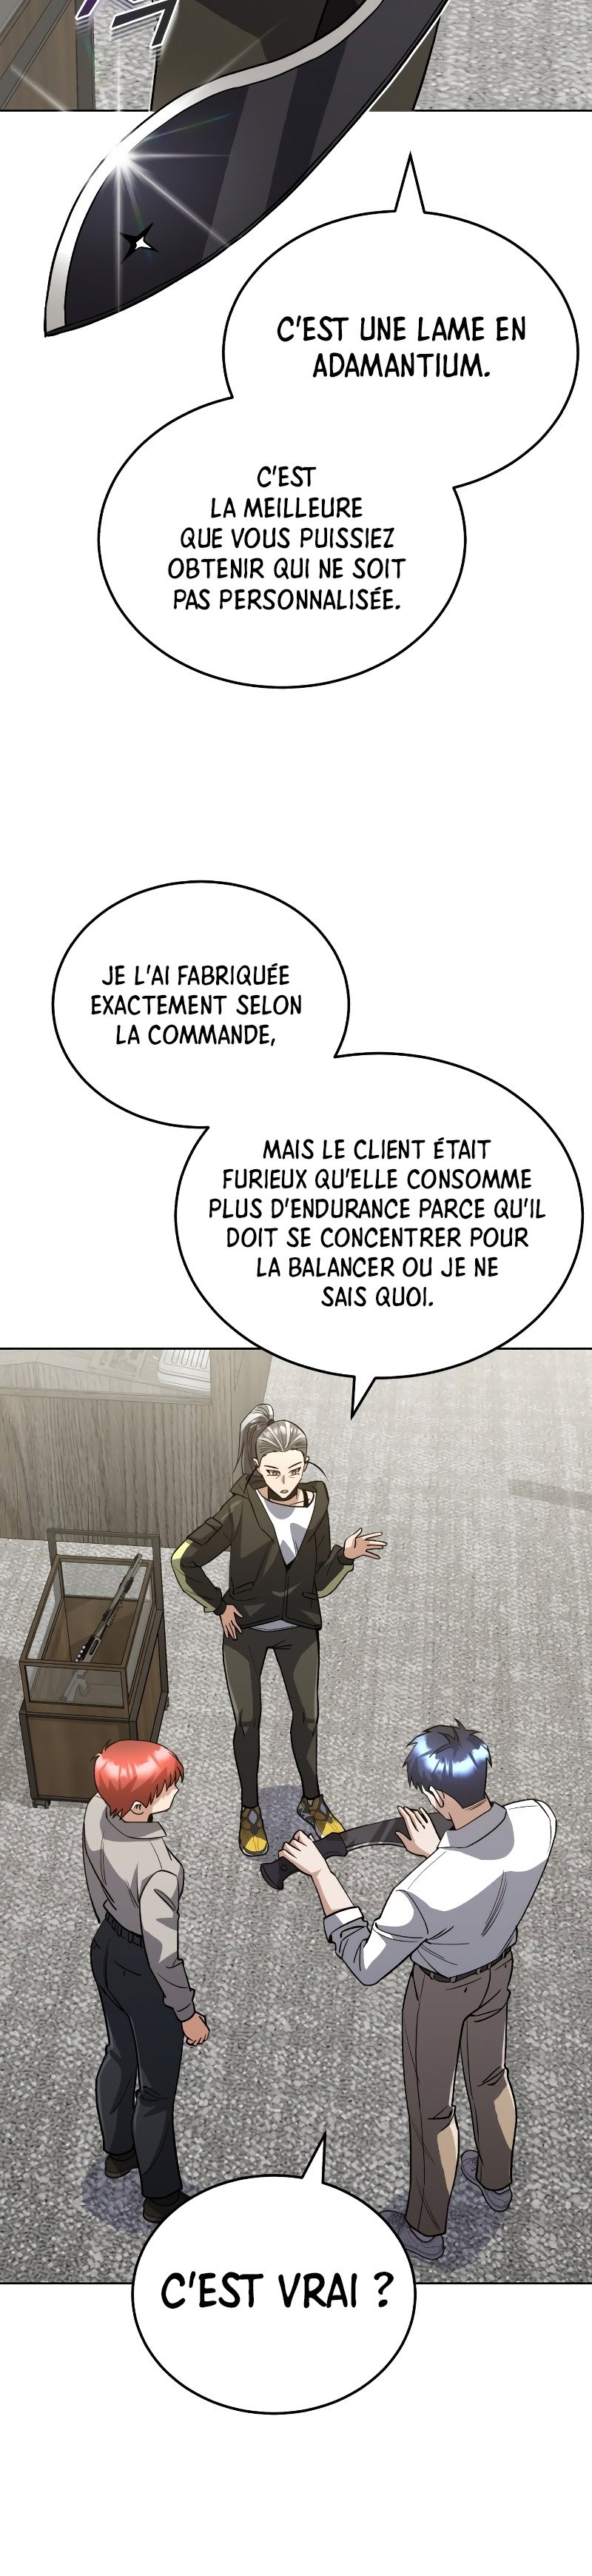 C'EST UNE LAME EN
ADAMANTIUM.
C'EST
LA MEILLEURE
QUE VOUS PUISSIEZ
OBTENIR QUI NE SOIT
PAS PERSONNALISÉE.
JE L'AI FABRIQUÉE
EXACTEMENT SELON
LA COMMANDE,
MAIS LE CLIENT ÉTAIT
FURIEUX QU'ELLE CONSOMME
PLUS D'ENDURANCE PARCE QU'IL
DOIT SE CONCENTRER POUR
LA BALANCER OU JE NE
SAIS QUOI.
C'EST VRAI ?